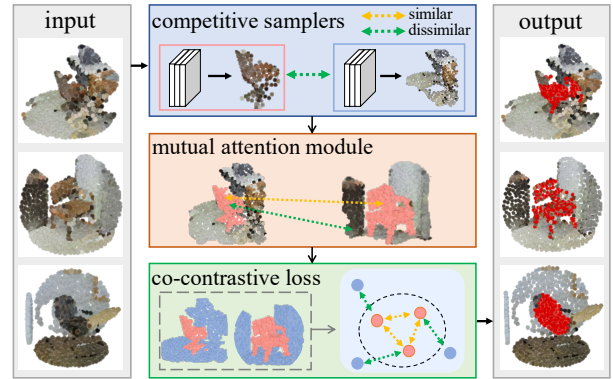 input
competitive samplers
similar
dissimilar
output
mutual attention module
co-contrastive loss